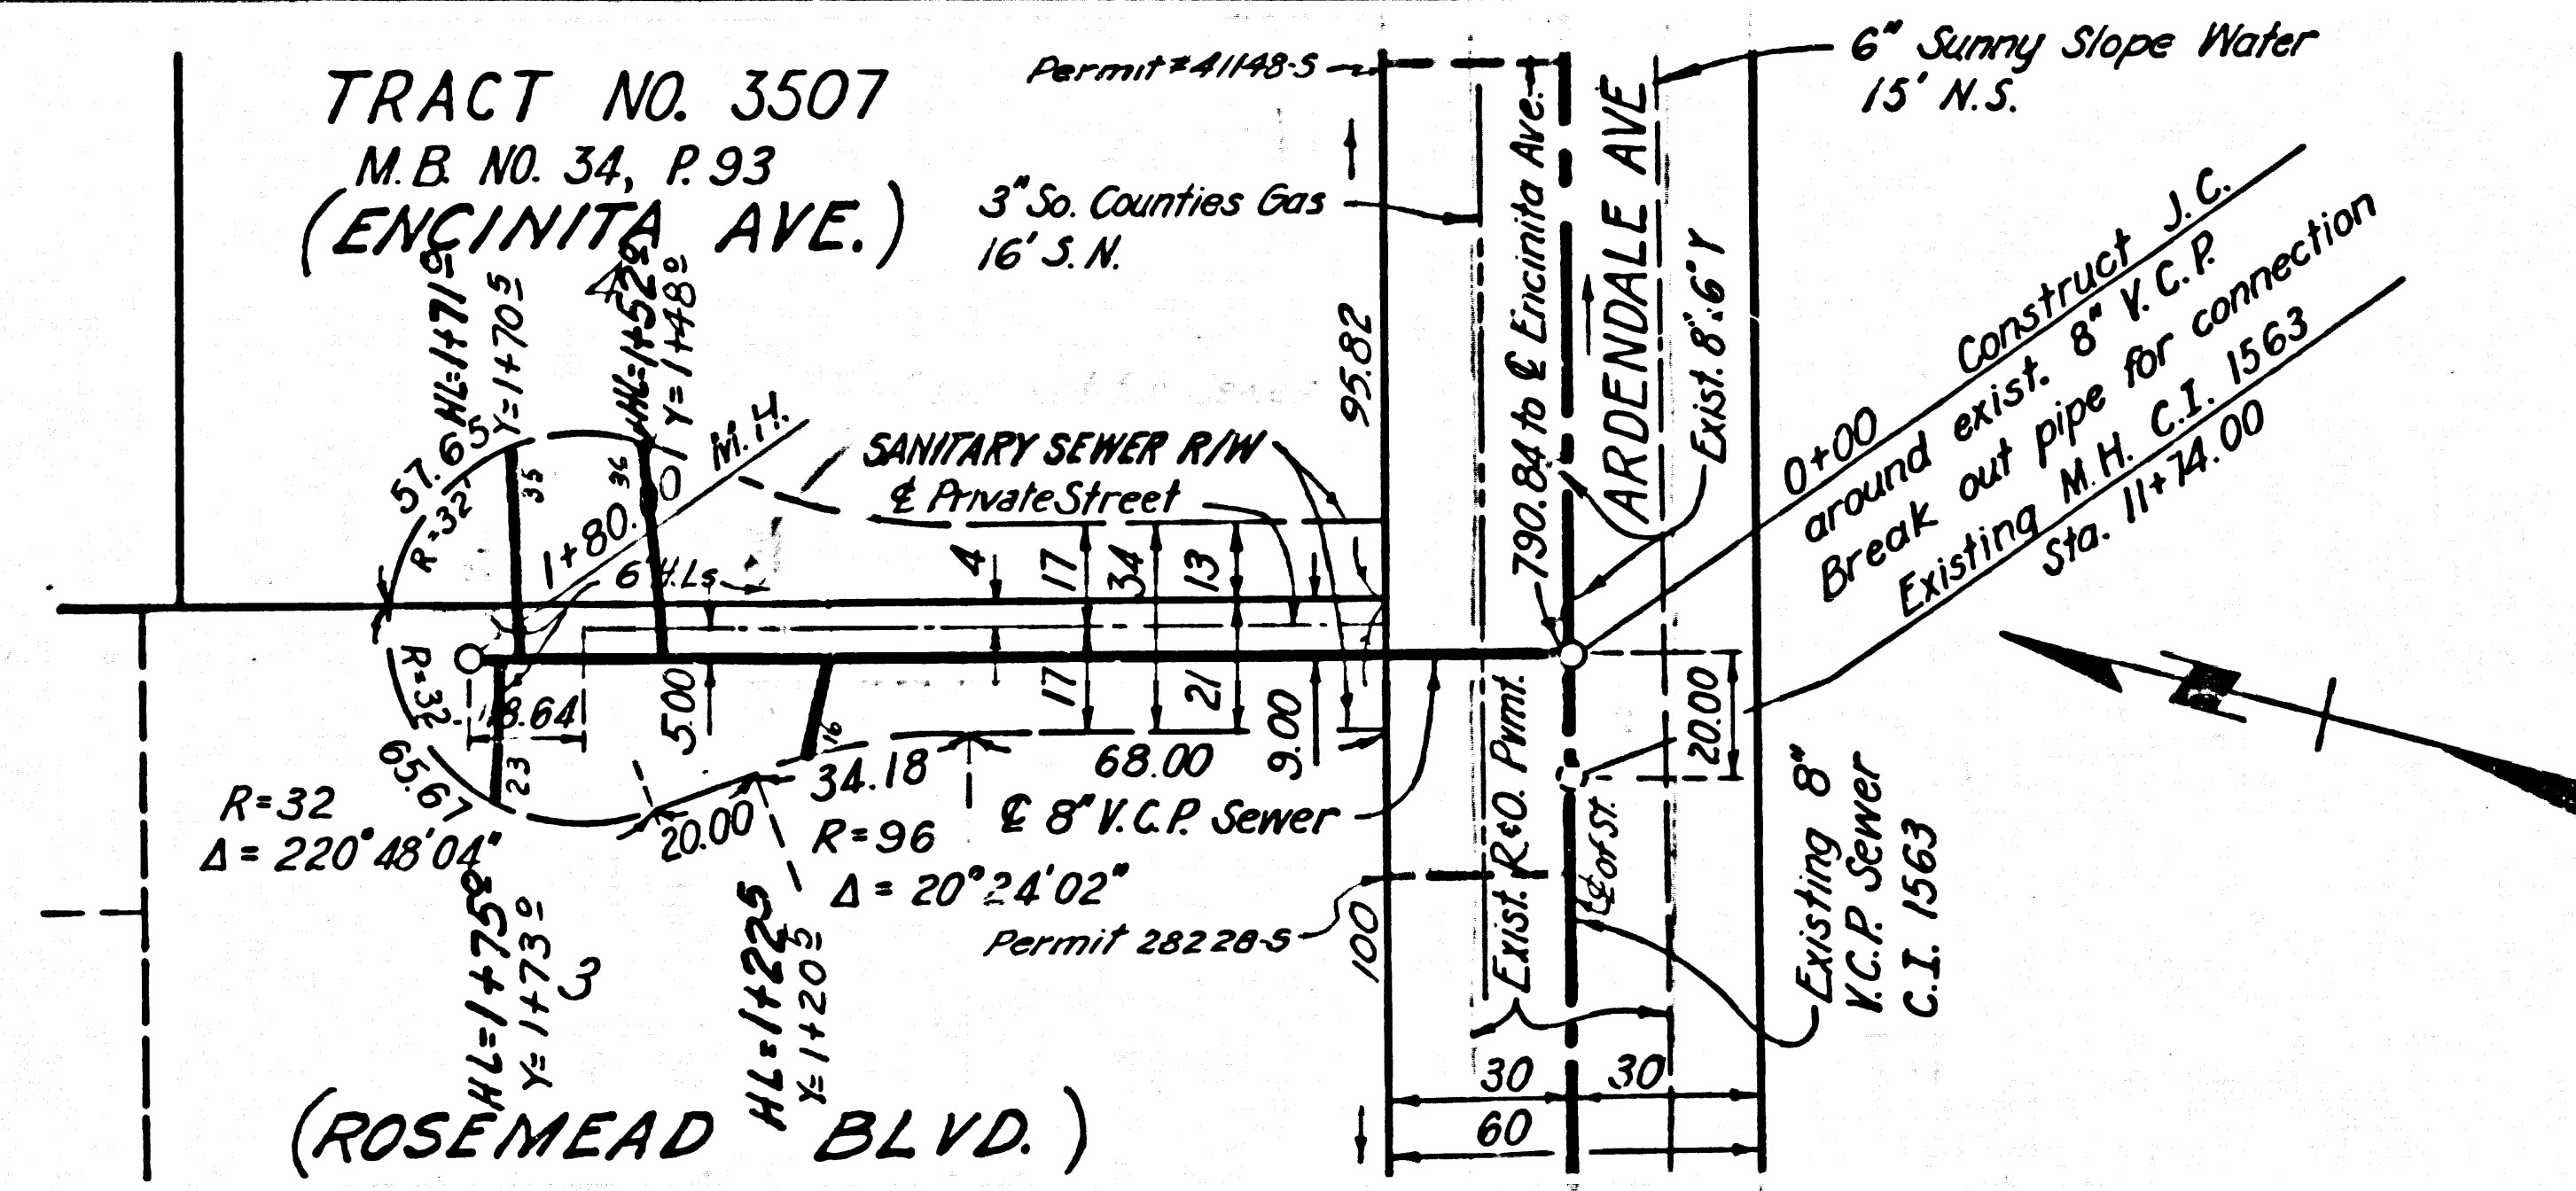 TRACT NO. 3507
M.B. NO. 34, P. 93
(ENCINITA AVE.)
Permit #41148-S
3" So. Counties Gas
16' S. N.
6" Sunny Slope Water
15' N.S.
95.82
790.84 to ℄ Encinita Ave.
ARDENDALE AVE
Exist. 8":6" Y
0+00 Construct J.C.
around exist. 8" V.C.P.
Break out pipe for connection
Existing M.H. C.I. 1563
Sta. 11+74.00
HL=1+71
Y=1+70 5
4
HL=1+52
Y=1+48 0
57.65
R=32'
35
36
1+80. M.H.
6" H.Ls
SANITARY SEWER R/W
℄ Private Street
4
17
34
13
R=32'
18.64
5.00
17
21
9.00
20.00
65.67
23
16
34.18
68.00
20.00
R=32
Δ = 220°48'04"
R=96
Δ = 20°24'02"
℄ 8" V.C.P. Sewer
Permit 28228-S
100
Exist. R&O. Pvmt.
℄ of St.
Existing 8"
V.C.P. Sewer
C.I. 1563
HL=1+75
Y=1+73 0
3
HL=1+22 5
Y=1+20 5
30
30
60
(ROSEMEAD BLVD.)